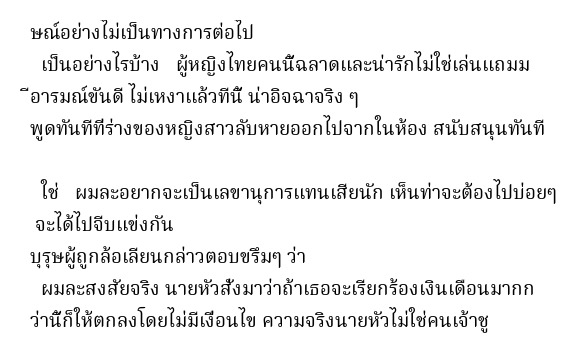 ษณ์อย่างไม่เป็นทางการต่อไป
เป็นอย่างไรบ้าง ผู้หญิงไทยคนนี้ฉลาดและน่ารักไม่ใช่เล่นแถมม
ีอารมณ์ขันดี ไม่เหงาแล้วทีนี้ น่าอิจฉาจริง ๆ
พูดทันทีที่ร่างของหญิงสาวลับหายออกไปจากในห้อง สนับสนุนทันที
ใช่ ผมละอยากจะเป็นเลขานุการแทนเสียนัก เห็นท่าจะต้องไปบ่อยๆ
จะได้ไปจีบแข่งกัน
บุรุษผู้ถูกล้อเลียนกล่าวตอบขรึมๆ ว่า
ผมละสงสัยจริง นายหัวสั่งมาว่าถ้าเธอจะเรียกร้องเงินเดือนมากก
ว่านี้ก็ให้ตกลงโดยไม่มีเงื่อนไข ความจริงนายหัวไม่ใช่คนเจ้าชู